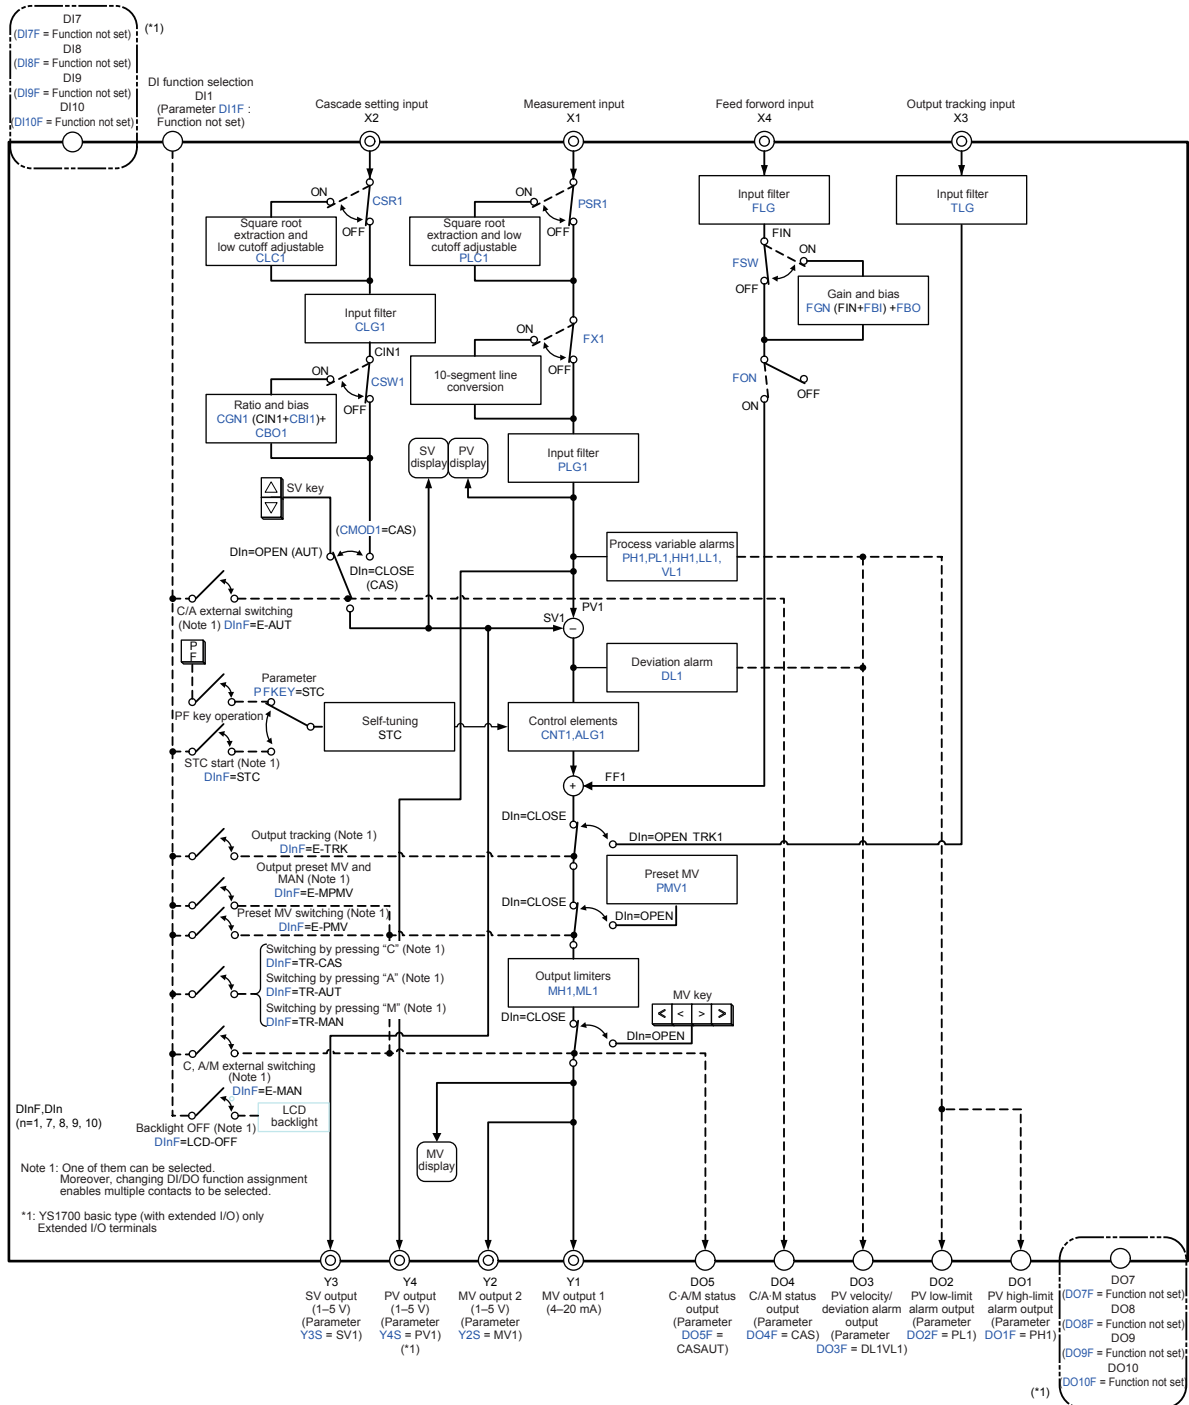 DI7
(DI7F = Function not set)
DI8
(DI8F = Function not set)
DI9
(DI9F = Function not set)
DI10
(DI10F = Function not set)
(*1)
DI function selection
DI1
(Parameter DI1F :
Function not set)
Cascade setting input
X2
Measurement input
X1
Feed forward input
X4
Output tracking input
X3
ON
CSR1
OFF
Square root
extraction and
low cutoff adjustable
CLC1
ON
PSR1
OFF
Square root
extraction and low
cutoff adjustable
PLC1
Input filter
FLG
Input filter
TLG
FIN
ON
FSW
OFF
Gain and bias
FGN (FIN+FBI) +FBO
Input filter
CLG1
CIN1
ON
CSW1
OFF
Ratio and bias
CGN1 (CIN1+CBI1)+
CBO1
ON
FX1
OFF
10-segment line
conversion
FON
OFF
ON
SV
display
PV
display
Input filter
PLG1
SV key
(CMOD1=CAS)
DIn=OPEN (AUT)
DIn=CLOSE
(CAS)
Process variable alarms
PH1,PL1,HH1,LL1,
VL1
C/A external switching
(Note 1) DInF=E-AUT
PV1
SV1
−
P
F
Deviation alarm
DL1
Parameter
PFKEY=STC
PF key operation
Self-tuning
STC
Control elements
CNT1,ALG1
STC start (Note 1)
DInF=STC
+
FF1
DIn=CLOSE
DIn=OPEN TRK1
Output tracking (Note 1)
DInF=E-TRK
Output preset MV and
MAN (Note 1)
DInF=E-MPMV
Preset MV
PMV1
DIn=CLOSE
DIn=OPEN
Preset MV switching (Note 1)
DInF=E-PMV
Switching by pressing “C” (Note 1)
DInF=TR-CAS
Switching by pressing “A” (Note 1)
DInF=TR-AUT
Switching by pressing “M” (Note 1)
DInF=TR-MAN
Output limiters
MH1,ML1
MV key
< < > >
DIn=CLOSE
DIn=OPEN
C, A/M external switching
(Note 1)
DInF=E-MAN
DInF,DIn
(n=1, 7, 8, 9, 10)
LCD
backlight
Backlight OFF (Note 1)
DInF=LCD-OFF
MV
display
Note 1: One of them can be selected.
Moreover, changing DI/DO function assignment
enables multiple contacts to be selected.
*1: YS1700 basic type (with extended I/O) only
Extended I/O terminals
Y3
SV output
(1–5 V)
(Parameter
Y3S = SV1)
Y4
PV output
(1–5 V)
(Parameter
Y4S = PV1)
(*1)
Y2
MV output 2
(1–5 V)
(Parameter
Y2S = MV1)
Y1
MV output 1
(4–20 mA)
DO5
C·A/M status
output
(Parameter
DO5F =
CASAUT)
DO4
C/A·M status
output
(Parameter
DO4F = CAS)
DO3
PV velocity/
deviation alarm
output
(Parameter
DO3F = DL1VL1)
DO2
PV low-limit
alarm output
(Parameter
DO2F = PL1)
DO1
PV high-limit
alarm output
(Parameter
DO1F = PH1)
DO7
(DO7F = Function not set)
DO8
(DO8F = Function not set)
DO9
(DO9F = Function not set)
DO10
(DO10F = Function not set)
(*1)